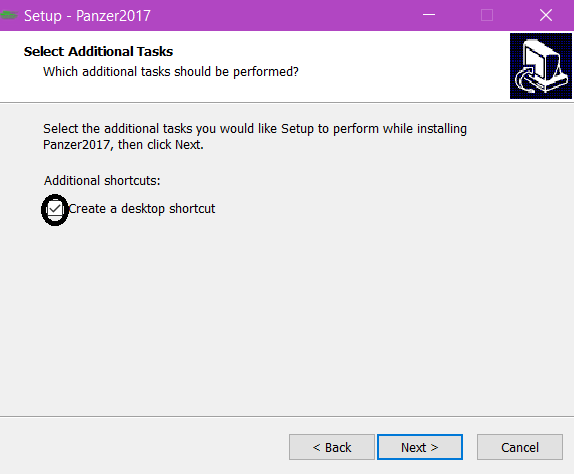 Setup - Panzer2017
Select Additional Tasks
Which additional tasks should be performed?
Select the additional tasks you would like Setup to perform while installing
Panzer2017, then click Next.
Additional shortcuts:
Create a desktop shortcut
< Back Next > Cancel